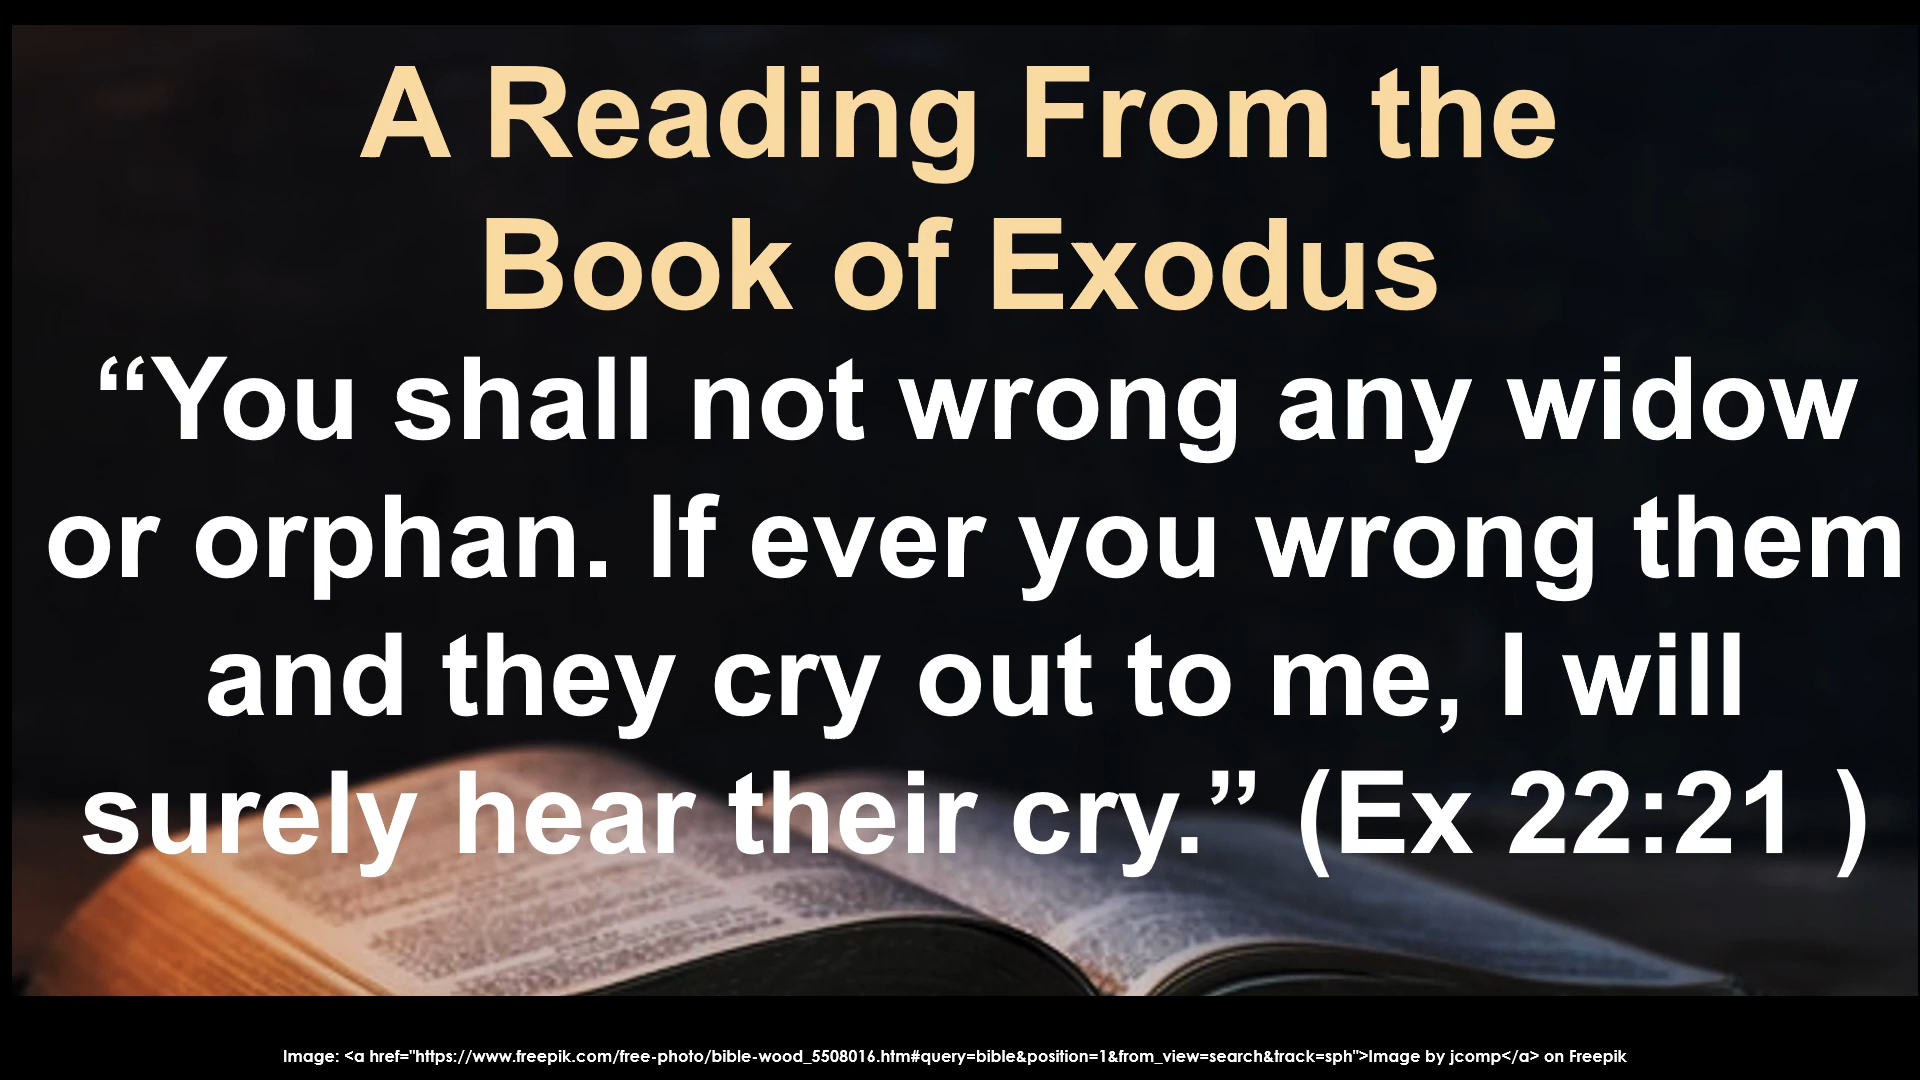 A Reading From the
Book of Exodus
“You shall not wrong any widow
or orphan. If ever you wrong them
and they cry out to me, I will
surely hear their cry.” (Ex 22:21 )
Image: <a href="https://www.freepik.com/free-photo/bible-wood_5508016.htm#query=bible&position=1&from_view=search&track=sph">Image by jcomp</a> on Freepik